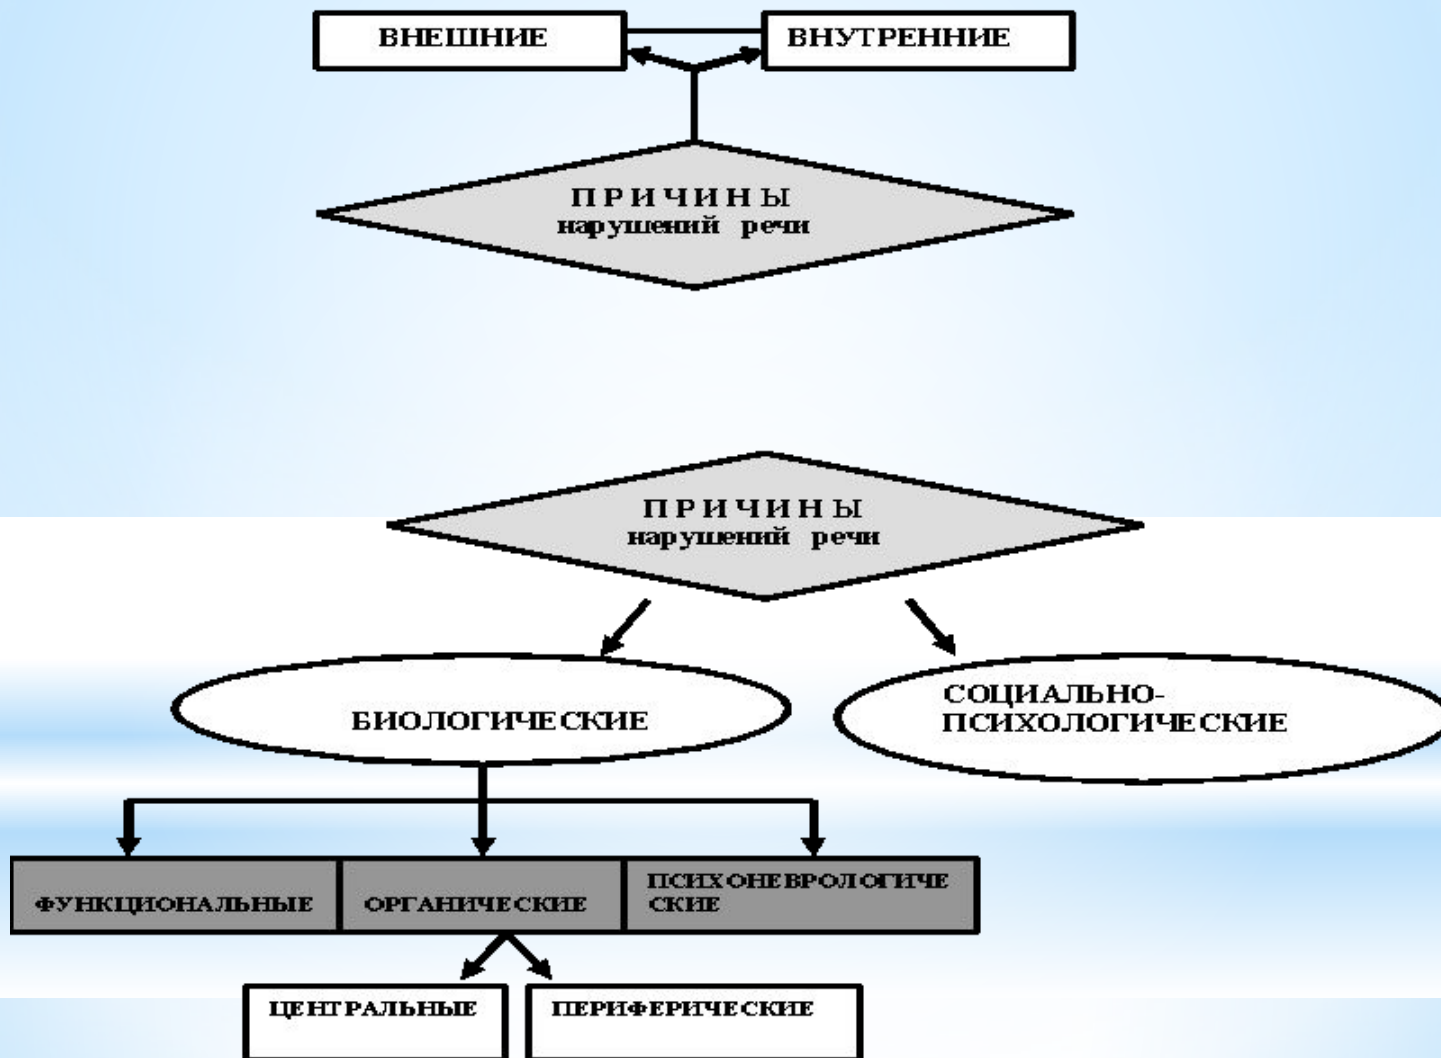 ВНЕШНИЕ
ВНУТРЕННИЕ
ПРИЧИНЫ
нарушений речи
ПРИЧИНЫ
нарушений речи
БИОЛОГИЧЕСКИЕ
СОЦИАЛЬНО-
ПСИХОЛОГИЧЕСКИЕ
ФУНКЦИОНАЛЬНЫЕ
ОРГАНИЧЕСКИЕ
ПСИХОНЕВРОЛОГИЧЕ
СКИЕ
ЦЕНТРАЛЬНЫЕ
ПЕРИФЕРИЧЕСКИЕ